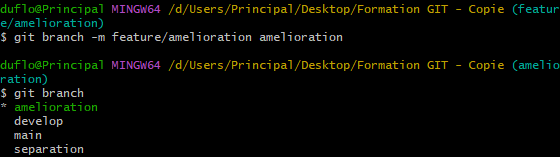 duflo@Principal MINGW64 /d/Users/Principal/Desktop/Formation GIT - Copie (featur
e/amelioration)
$ git branch -m feature/amelioration amelioration
duflo@Principal MINGW64 /d/Users/Principal/Desktop/Formation GIT - Copie (amelio
ration)
$ git branch
* amelioration
develop
main
separation